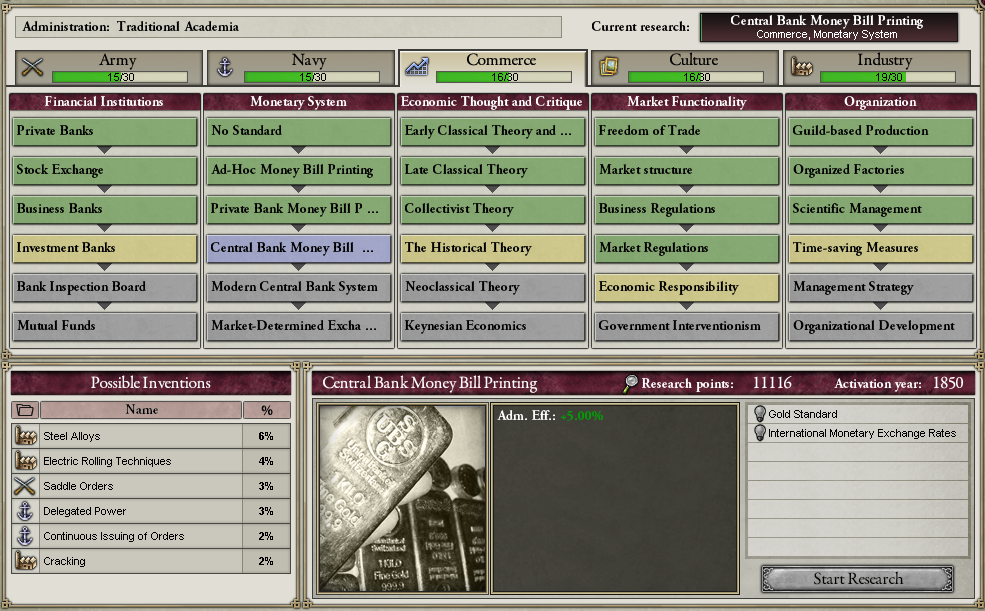 Administration: Traditional Academia
Current research:
Central Bank Money Bill Printing
Commerce, Monetary System
Army
15/30
Navy
15/30
Commerce
16/30
Culture
16/30
Industry
19/30
Financial Institutions
Monetary System
Economic Thought and Critique
Market Functionality
Organization
Private Banks
No Standard
Early Classical Theory and ...
Freedom of Trade
Guild-based Production
Stock Exchange
Ad-Hoc Money Bill Printing
Late Classical Theory
Market structure
Organized Factories
Business Banks
Private Bank Money Bill P ...
Collectivist Theory
Business Regulations
Scientific Management
Investment Banks
Central Bank Money Bill ...
The Historical Theory
Market Regulations
Time-saving Measures
Bank Inspection Board
Modern Central Bank System
Neoclassical Theory
Economic Responsibility
Management Strategy
Mutual Funds
Market-Determined Excha ...
Keynesian Economics
Government Interventionism
Organizational Development
Possible Inventions
Name
%
Steel Alloys
6%
Electric Rolling Techniques
4%
Saddle Orders
3%
Delegated Power
3%
Continuous Issuing of Orders
2%
Cracking
2%
Central Bank Money Bill Printing
Research points: 11116
Activation year: 1850
UBS
1 KILO
Fine Gold
999.9
Adm. Eff.: +5.00%
Gold Standard
International Monetary Exchange Rates
Start Research